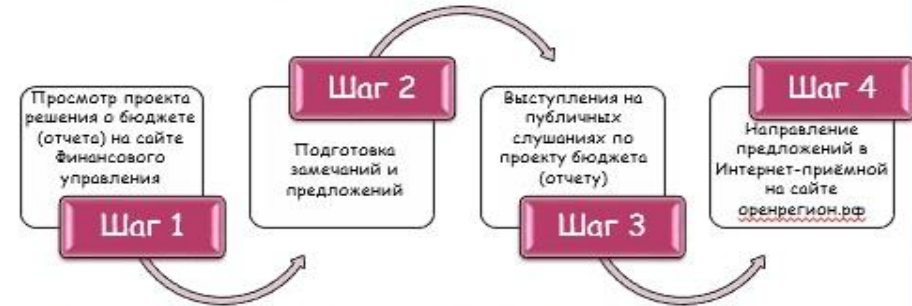 Просмотр проекта
решения о бюджете
(отчета) на сайте
Финансового
управления
Шаг 1
Шаг 2
Подготовка
замечаний и
предложений
Выступления на
публичных
слушаниях по
проекту бюджета
(отчету)
Шаг 3
Шаг 4
Направление
предложений в
Интернет-приёмной
на сайте
оренрегион.рф